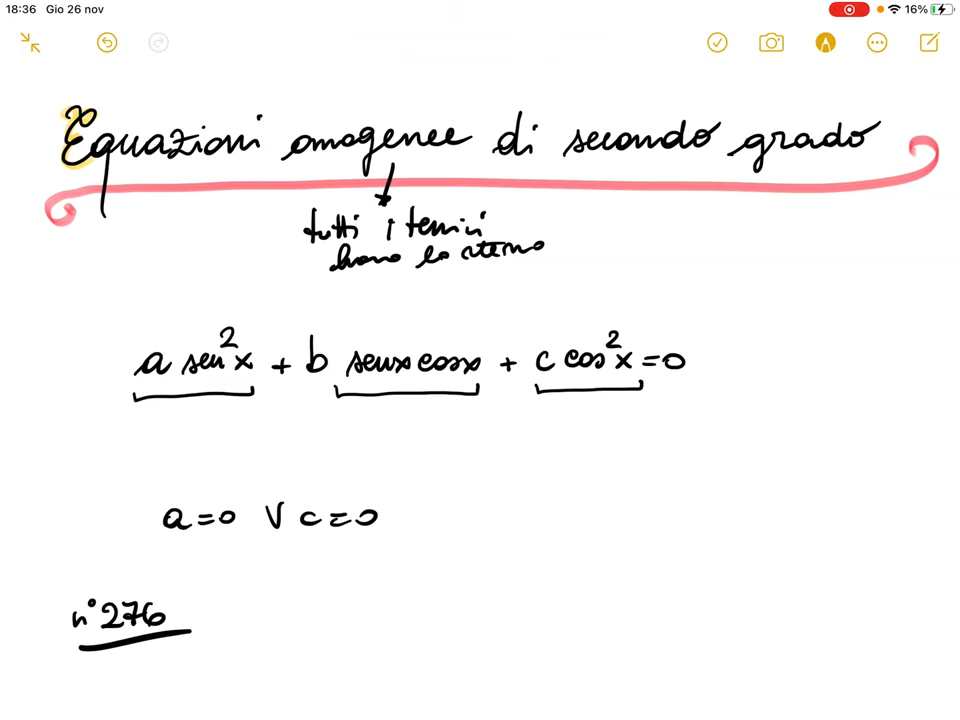 18:36 Gio 26 nov 16%
Equazioni omogenee di secondo grado
tutti i termini
hanno lo stesso
a sen²x + b senx cosx + c cos²x = 0
a = 0 V c = 0
n° 276